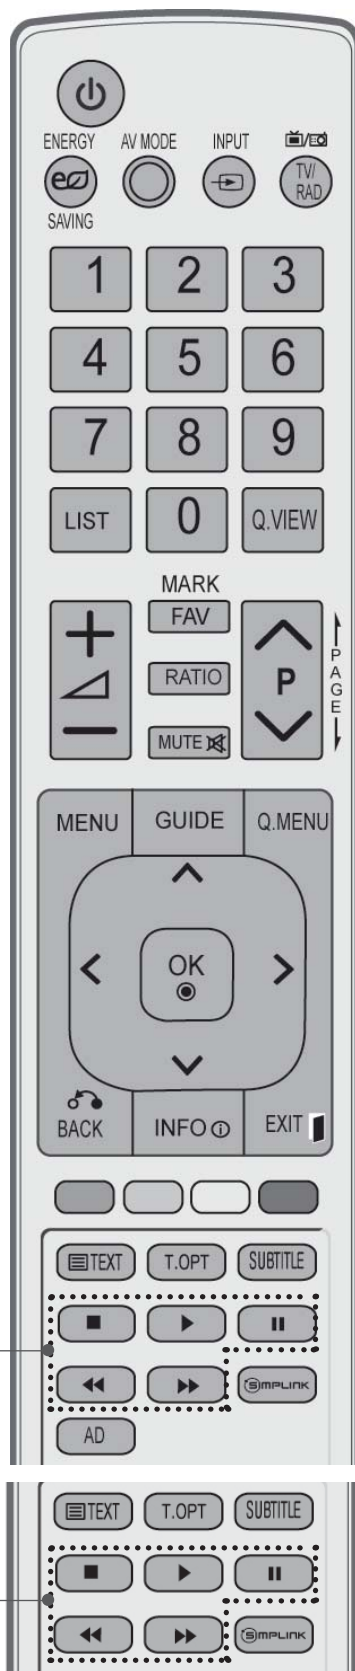 ENERGY AV MODE INPUT
SAVING
TV/
RAD
1 2 3
4 5 6
7 8 9
LIST 0 Q.VIEW
MARK
FAV
RATIO
P
PAGE
MUTE
MENU GUIDE Q.MENU
OK
BACK INFO EXIT
TEXT T.OPT SUBTITLE
SIMPLINK
AD
TEXT T.OPT SUBTITLE
SIMPLINK